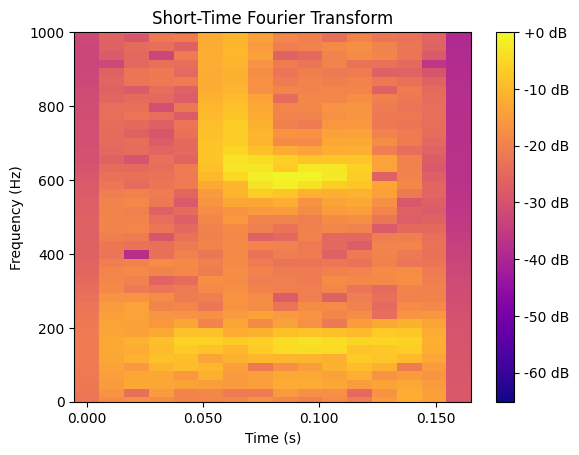 Short-Time Fourier Transform
1000
800
600
400
200
0
Frequency (Hz)
0.000
0.050
0.100
0.150
Time (s)
+0 dB
-10 dB
-20 dB
-30 dB
-40 dB
-50 dB
-60 dB